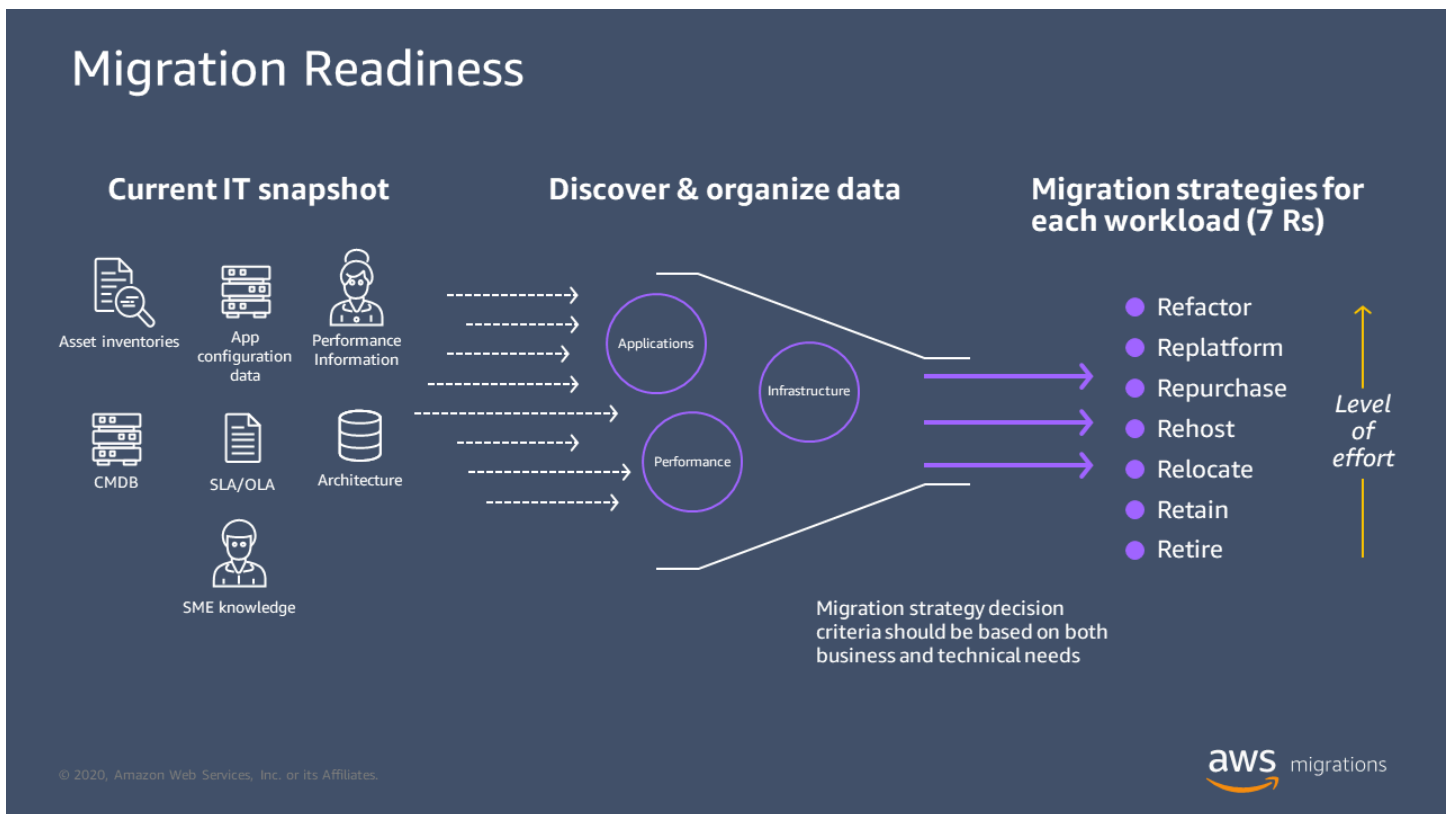 Migration Readiness
Current IT snapshot
Asset inventories
App
configuration
data
Performance
Information
CMDB
SLA/OLA
Architecture
SME knowledge
Discover & organize data
Applications
Infrastructure
Performance
Migration strategies for
each workload (7 Rs)
Refactor
Replatform
Repurchase
Rehost
Relocate
Retain
Retire
Level
of
effort
Migration strategy decision
criteria should be based on both
business and technical needs
© 2020, Amazon Web Services, Inc. or its Affiliates.
aws migrations